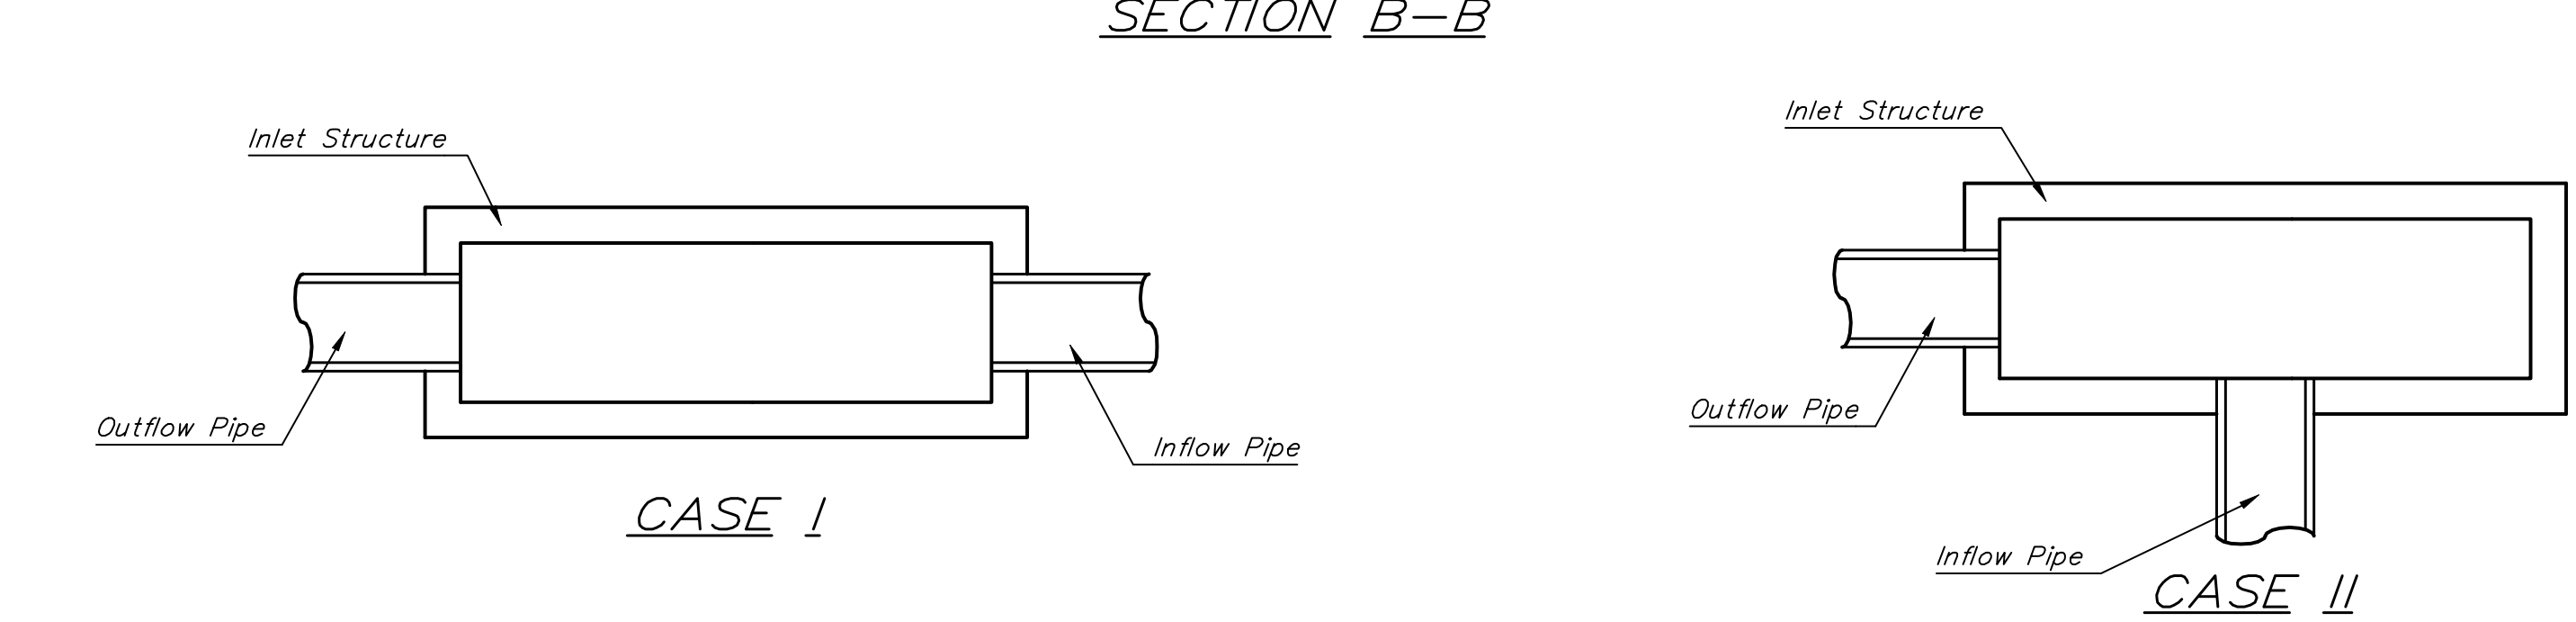 SECTION B-B
Inlet Structure
Outflow Pipe
Inflow Pipe
CASE I
Inlet Structure
Outflow Pipe
Inflow Pipe
CASE II